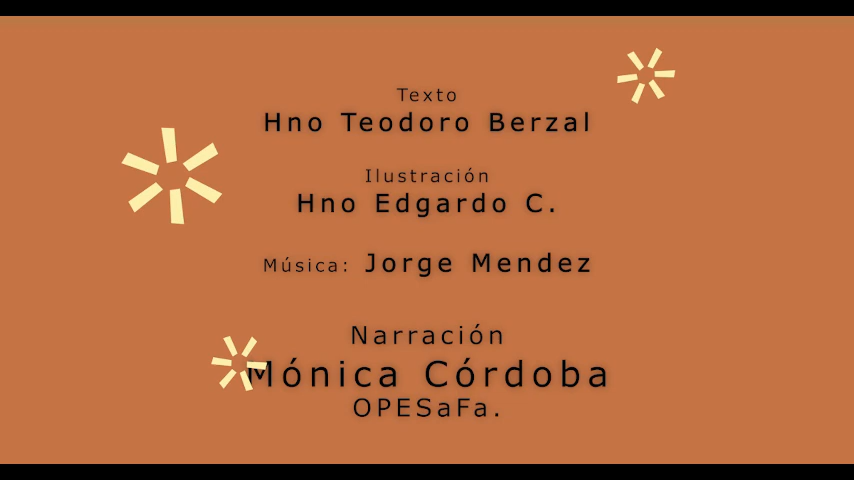 Texto
Hno Teodoro Berzal
Ilustración
Hno Edgardo C.
Música: Jorge Mendez
Narración
Mónica Córdoba
OPESaFa.